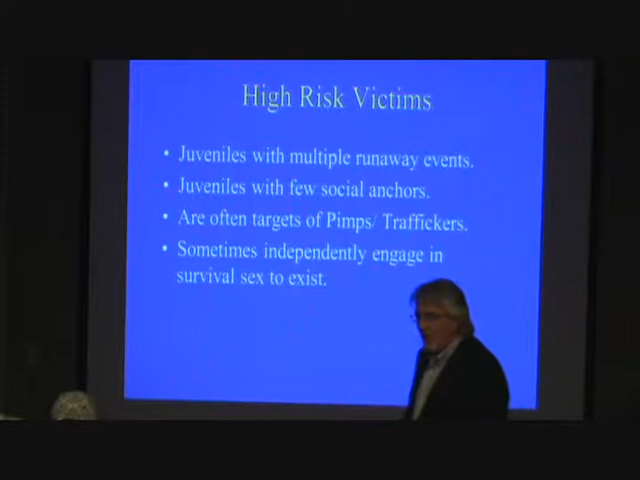 High Risk Victims
• Juveniles with multiple runaway events.
• Juveniles with few social anchors.
• Are often targets of Pimps/ Traffickers.
• Sometimes independently engage in
survival sex to exist.